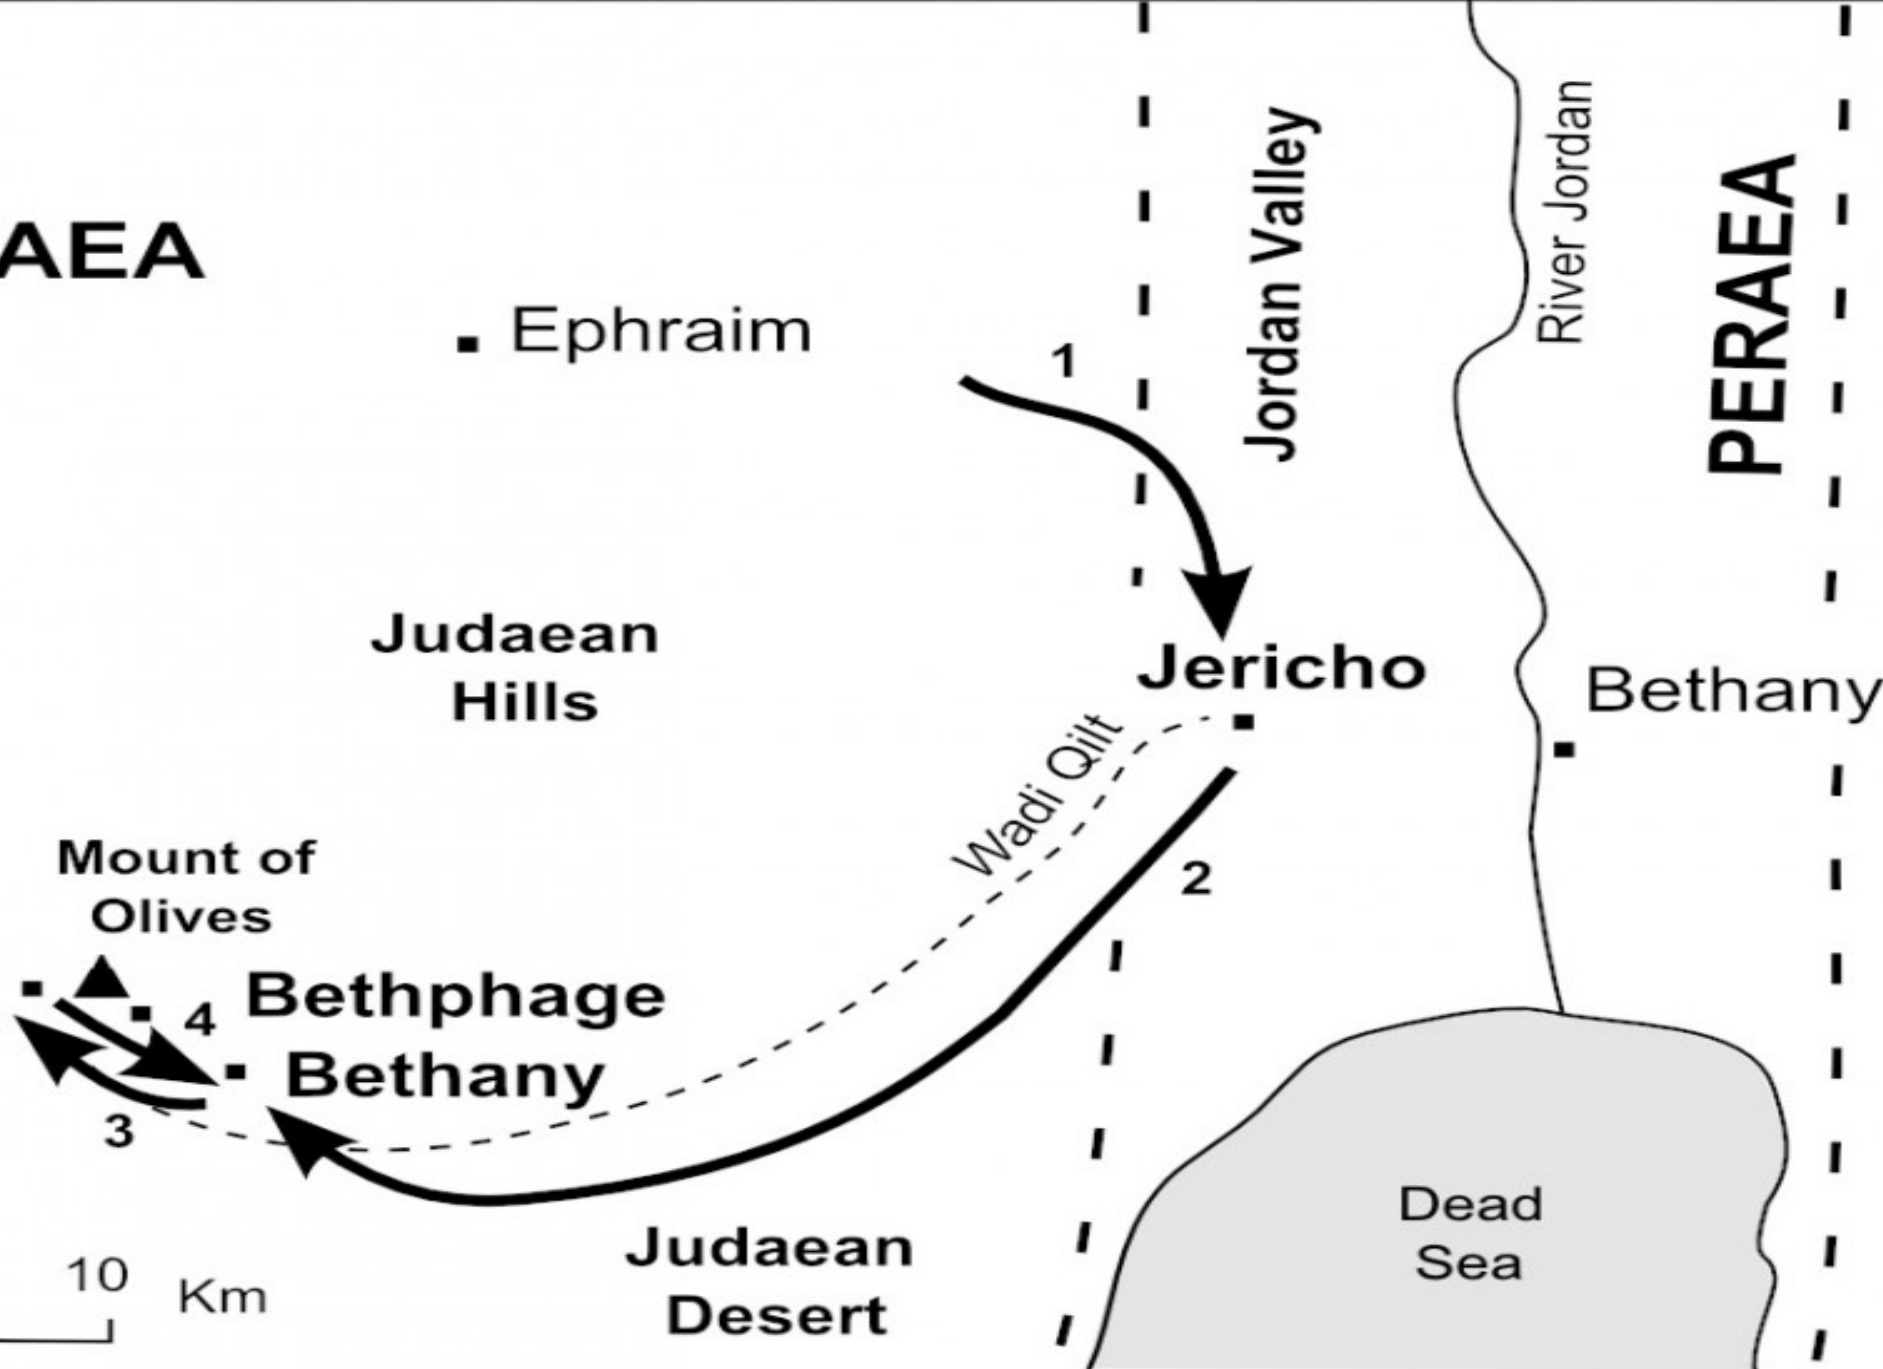 AEA
Ephraim
1
Jordan Valley
River Jordan
PERAEA
Judaean
Hills
Jericho
Bethany
Wadi Qilt
2
Mount of
Olives
Bethphage
4
Bethany
3
Judaean
Desert
Dead
Sea
10 Km